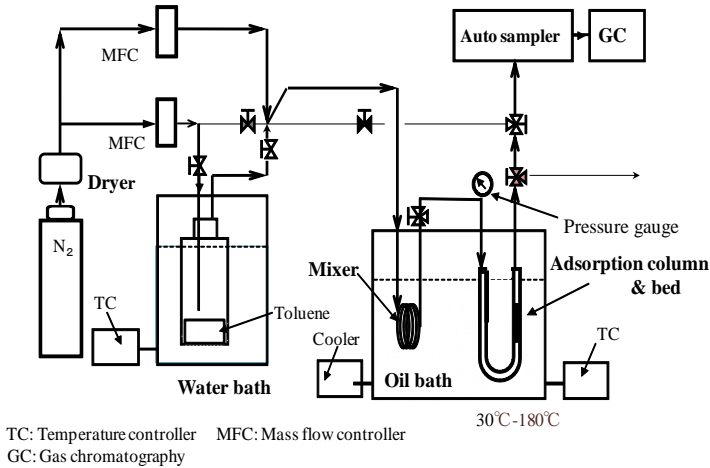 Auto sampler
GC
MFC
MFC
Dryer
N2
Pressure gauge
Adsorption column
& bed
Mixer
TC
Toluene
Cooler
TC
Water bath
Oil bath
30℃-180℃
TC: Temperature controller MFC: Mass flow controller
GC: Gas chromatography